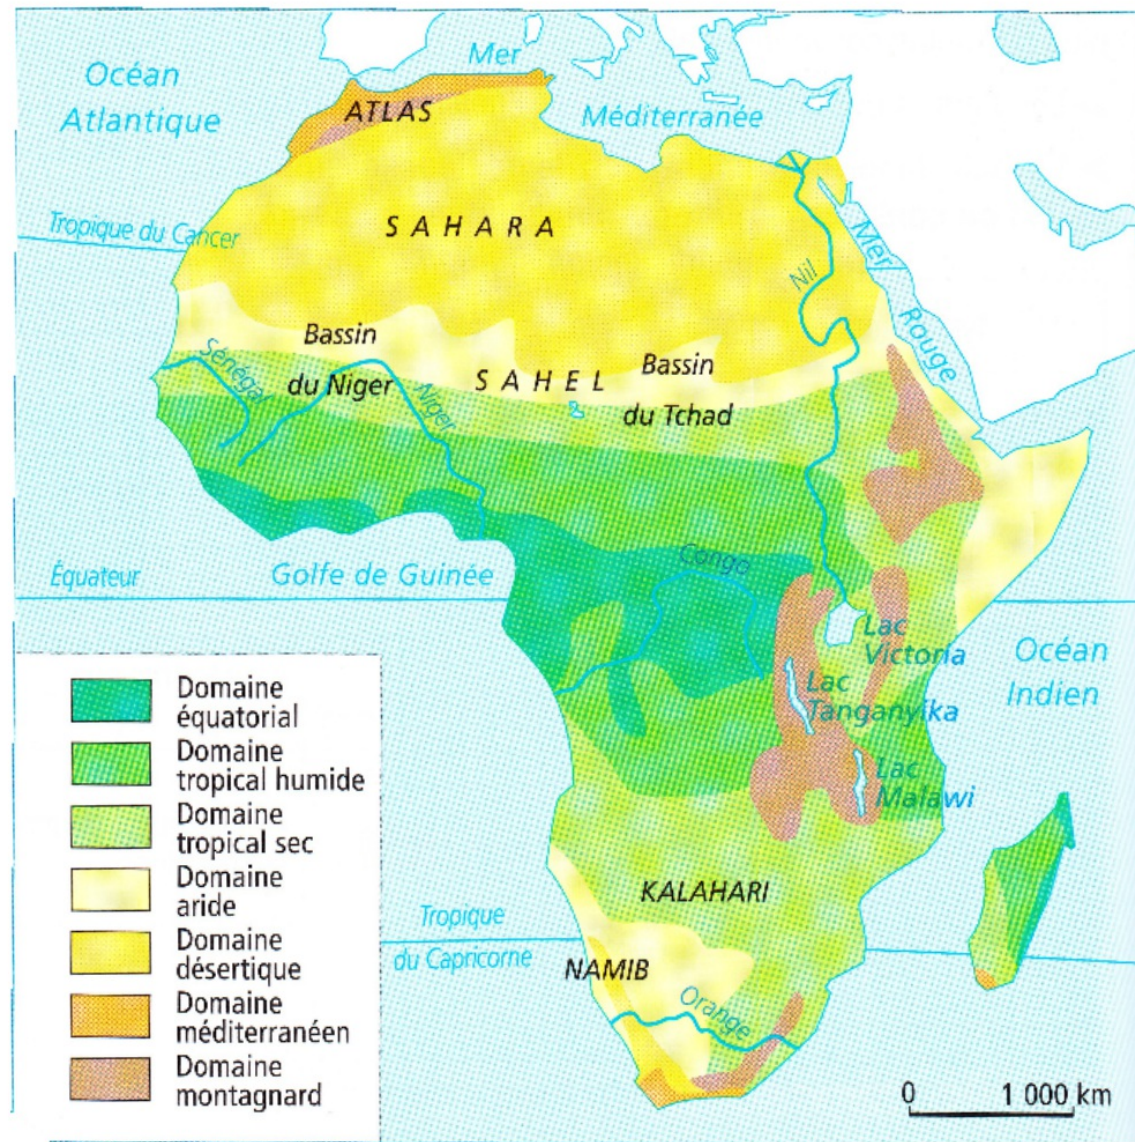 Mer
Océan
Atlantique
ATLAS
Méditerranée
Tropique du Cancer
SAHARA
Nil
Mer
Rouge
Bassin
du Niger
Sénégal
Niger
SAHEL
Bassin
du Tchad
Congo
Équateur
Golfe de Guinée
Lac
Victoria
Océan
Indien
Lac
Tanganyika
Lac
Malawi
KALAHARI
Tropique
du Capricorne
NAMIB
Orange
Domaine
équatorial
Domaine
tropical humide
Domaine
tropical sec
Domaine
aride
Domaine
désertique
Domaine
méditerranéen
Domaine
montagnard
0 1 000 km